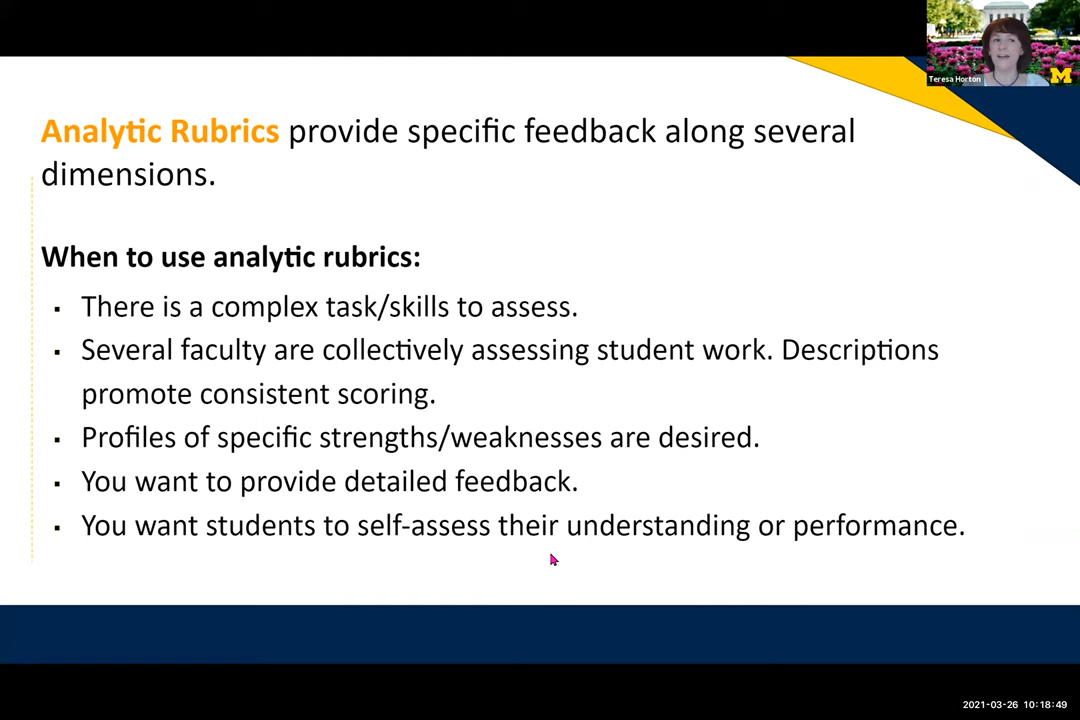 Teresa Horton
M
Analytic Rubrics provide specific feedback along several
dimensions.
When to use analytic rubrics:
▪ There is a complex task/skills to assess.
▪ Several faculty are collectively assessing student work. Descriptions
promote consistent scoring.
▪ Profiles of specific strengths/weaknesses are desired.
▪ You want to provide detailed feedback.
▪ You want students to self-assess their understanding or performance.
2021-03-26 10:18:49